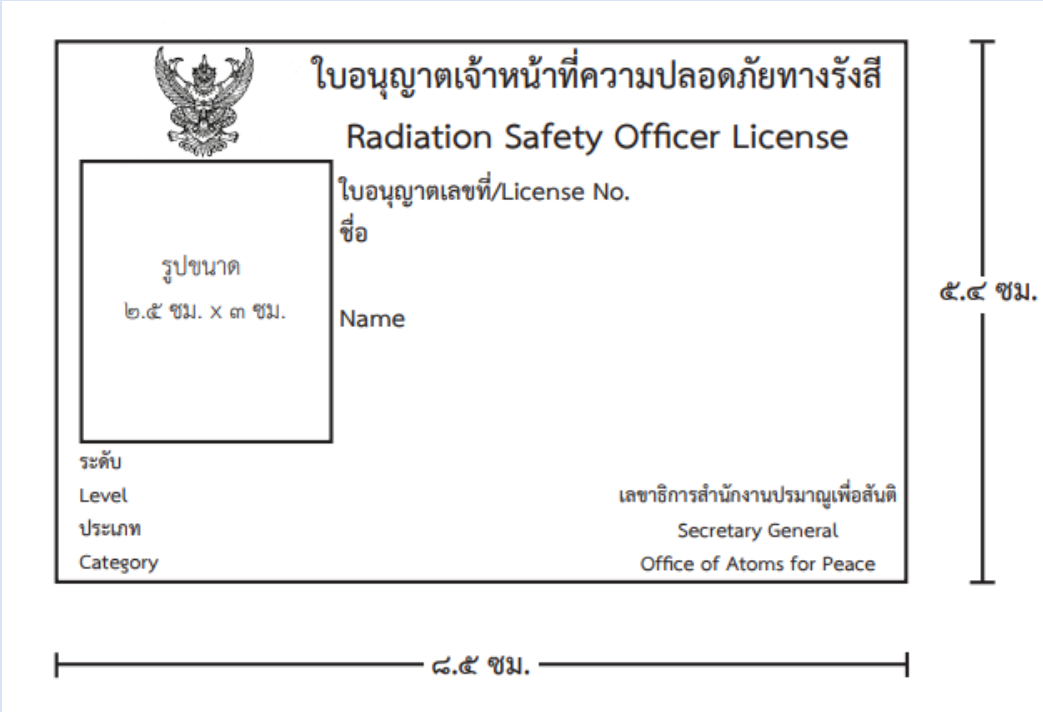 ใบอนุญาตเจ้าหน้าที่ความปลอดภัยทางรังสี
Radiation Safety Officer License
ใบอนุญาตเลขที่/License No.
ชื่อ
รูปขนาด
๒.๕ ซม. x ๓ ซม.
Name
๕.๔ ซม.
ระดับ
Level
ประเภท
Category
เลขาธิการสำนักงานปรมาณูเพื่อสันติ
Secretary General
Office of Atoms for Peace
๘.๕ ซม.